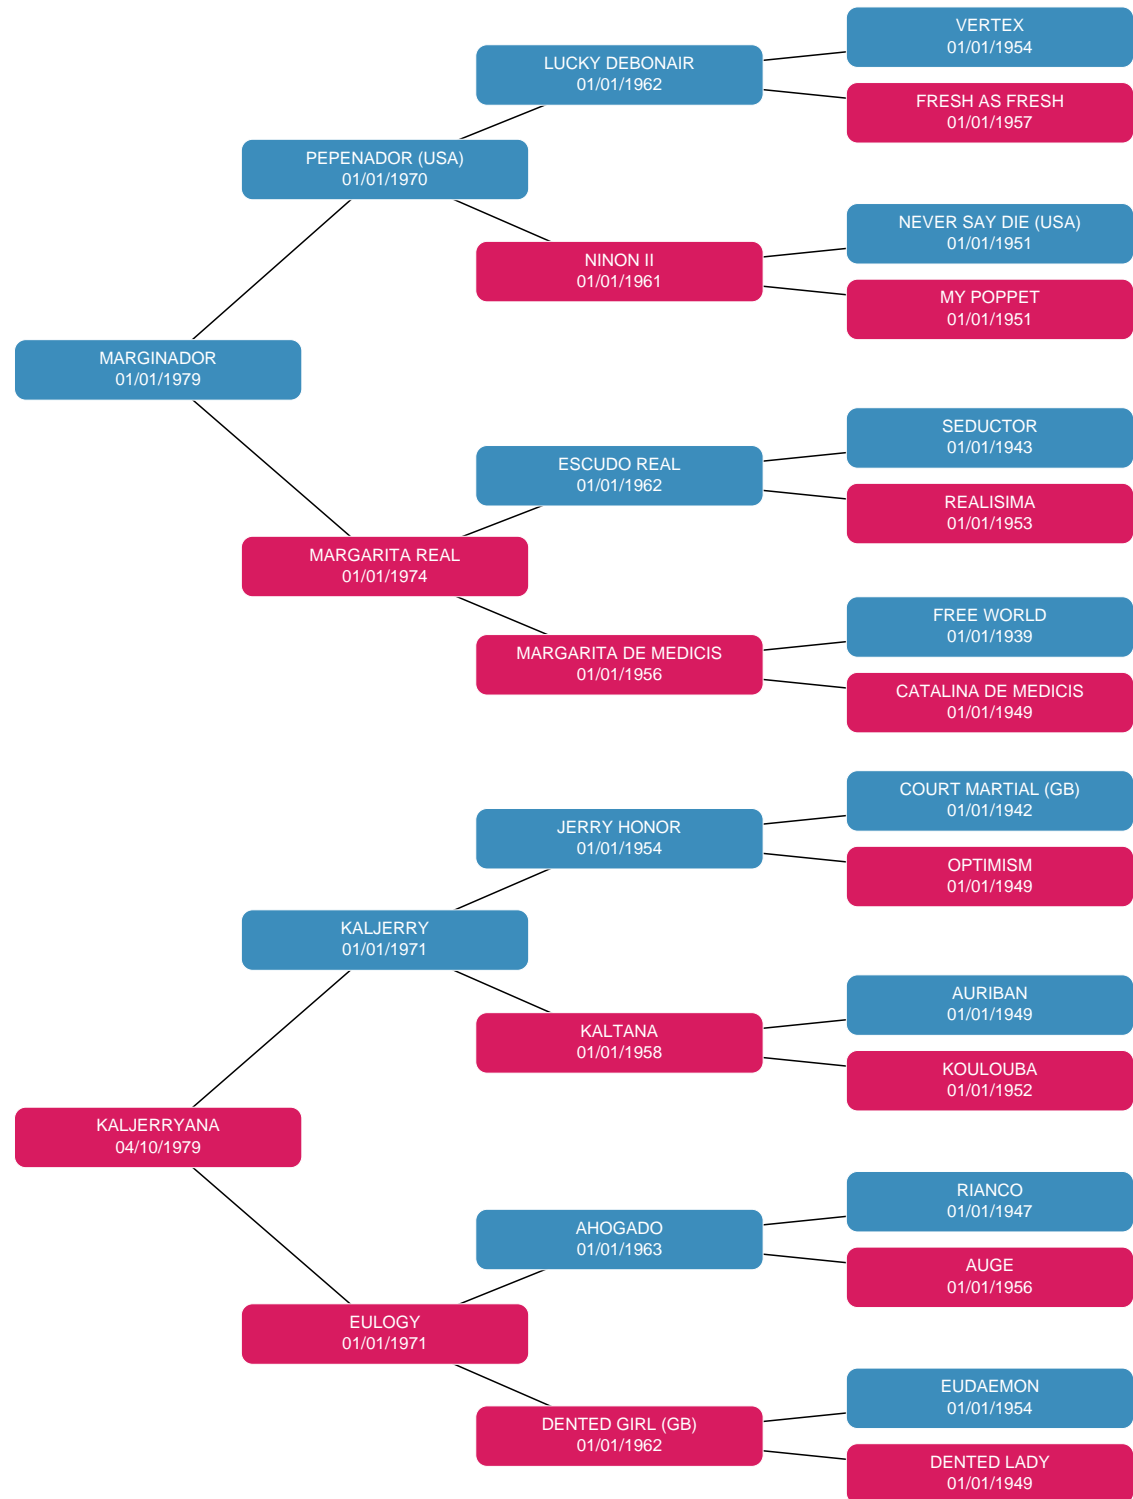 VERTEX
01/01/1954
LUCKY DEBONAIR
01/01/1962
FRESH AS FRESH
01/01/1957
PEPENADOR (USA)
01/01/1970
NEVER SAY DIE (USA)
01/01/1951
NINON II
01/01/1961
MY POPPET
01/01/1951
MARGINADOR
01/01/1979
SEDUCTOR
01/01/1943
ESCUDO REAL
01/01/1962
REALISIMA
01/01/1953
MARGARITA REAL
01/01/1974
FREE WORLD
01/01/1939
MARGARITA DE MEDICIS
01/01/1956
CATALINA DE MEDICIS
01/01/1949
COURT MARTIAL (GB)
01/01/1942
JERRY HONOR
01/01/1954
OPTIMISM
01/01/1949
KALJERRY
01/01/1971
AURIBAN
01/01/1949
KALTANA
01/01/1958
KOULOUBA
01/01/1952
KALJERRYANA
04/10/1979
RIANCO
01/01/1947
AHOGADO
01/01/1963
AUGE
01/01/1956
EULOGY
01/01/1971
EUDAEMON
01/01/1954
DENTED GIRL (GB)
01/01/1962
DENTED LADY
01/01/1949